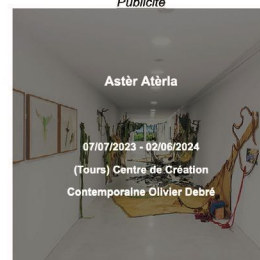 Publicité
Astèr Atèrla
07/07/2023 - 02/06/2024
(Tours) Centre de Création
Contemporaine Olivier Debré